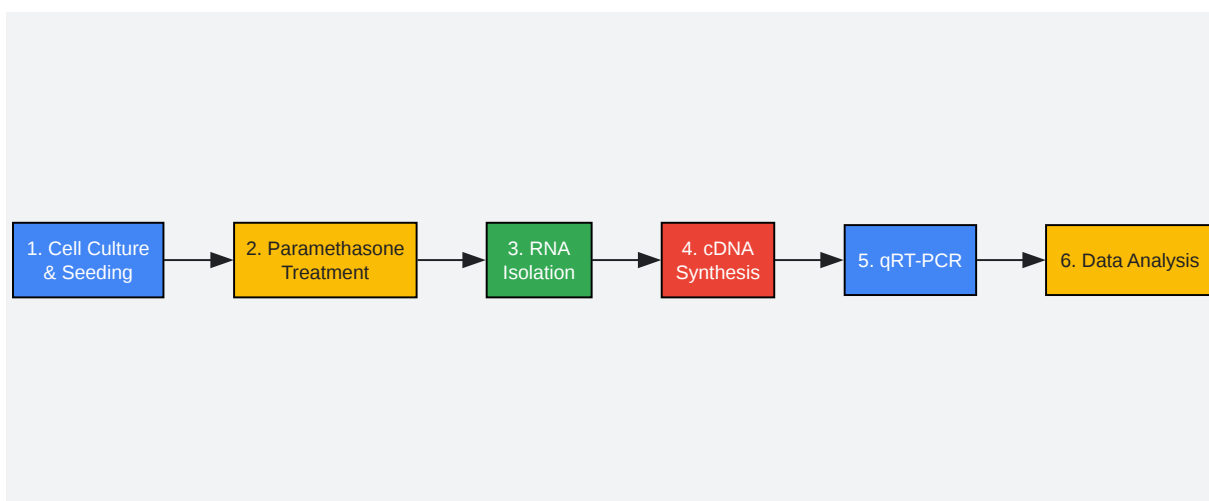 1. Cell Culture
& Seeding
2. Paramethasone
Treatment
3. RNA
Isolation
4. cDNA
Synthesis
5. qRT-PCR
6. Data Analysis